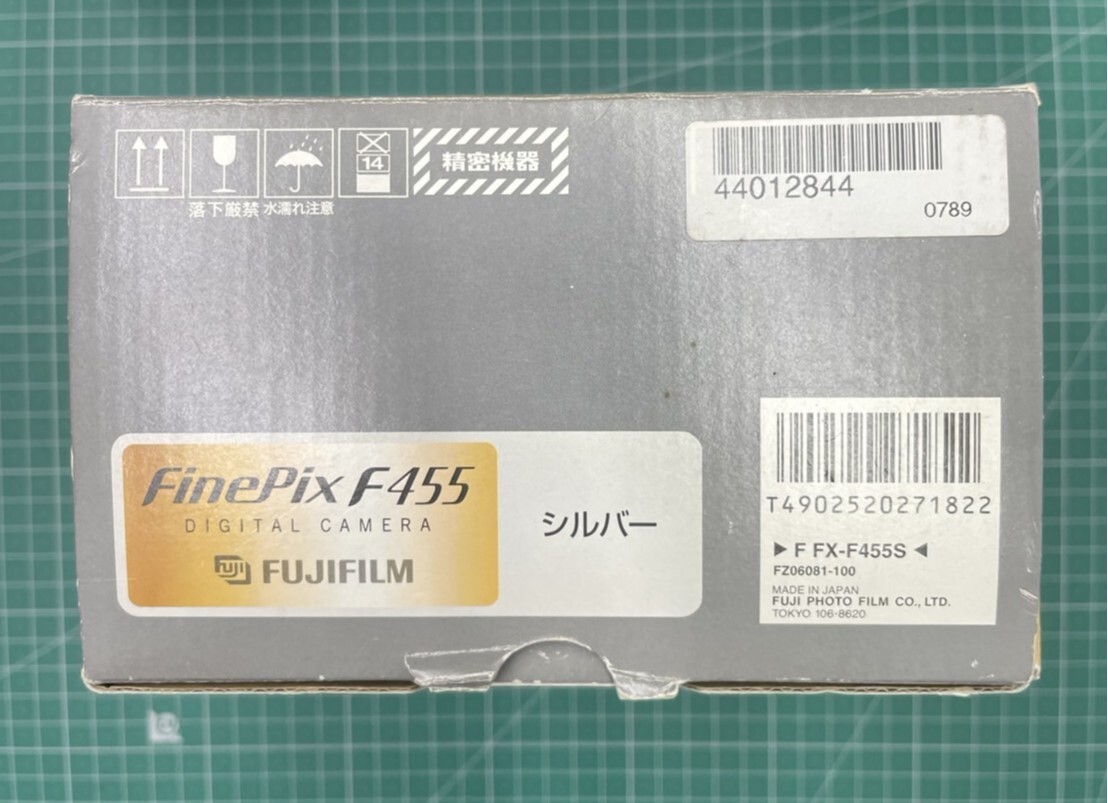 14
精密機器
落下厳禁 水濡れ注意
44012844
0789
FinePix F455
DIGITAL CAMERA
FUJI FUJIFILM
シルバー
T4902520271822
▶ F FX-F455S ◀
FZ06081-100
MADE IN JAPAN
FUJI PHOTO FILM CO., LTD.
TOKYO 106-8620